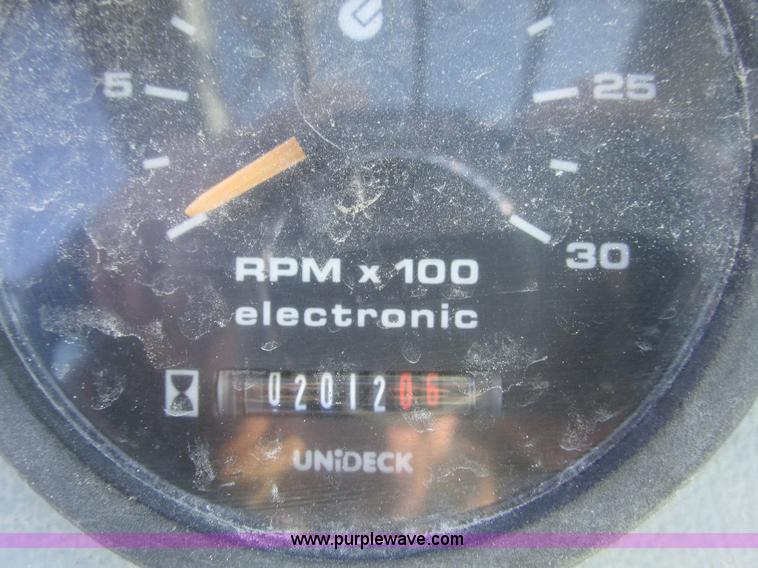 5 25
30
RPM x 100
electronic
0201206
UNiDECK
www.purplewave.com